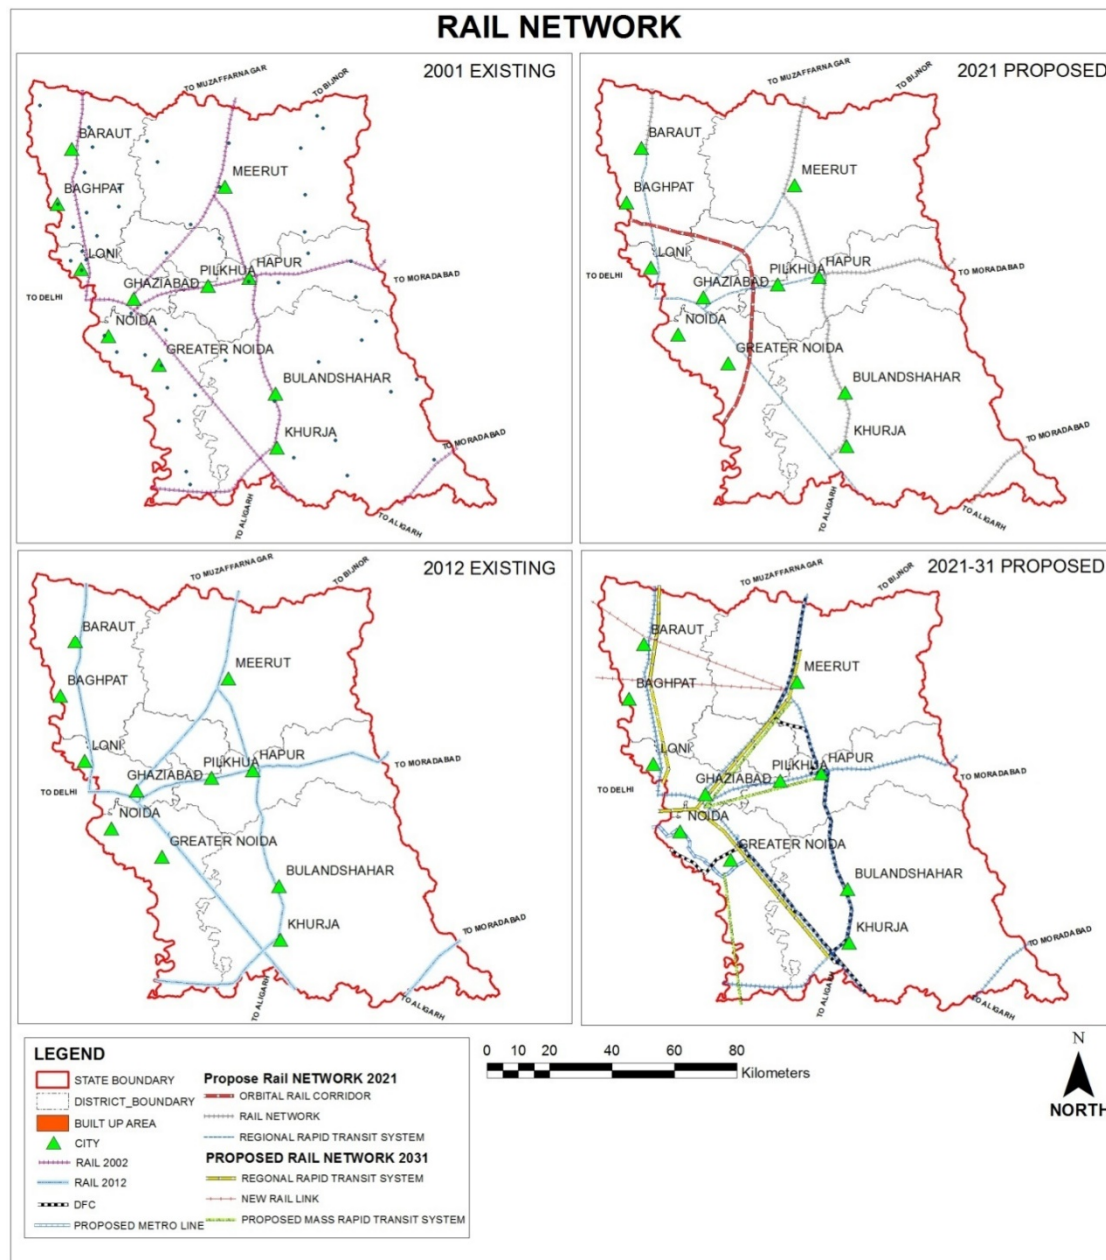 RAIL NETWORK
2001 EXISTING
TO MUZAFFARNAGAR
TO BIJNOR
BARAUT
MEERUT
BAGHPAT
LONI
HAPUR
PILKHUA
GHAZIABAD
TO MORADABAD
TO DELHI
NOIDA
GREATER NOIDA
BULANDSHAHAR
KHURJA
TO MORADABAD
TO ALIGARH
TO ALIGARH
2021 PROPOSED
TO MUZAFFARNAGAR
TO BIJNOR
BARAUT
MEERUT
BAGHPAT
LONI
HAPUR
PILKHUA
GHAZIABAD
TO MORADABAD
TO DELHI
NOIDA
GREATER NOIDA
BULANDSHAHAR
KHURJA
TO MORADABAD
TO ALIGARH
TO ALIGARH
2012 EXISTING
TO MUZAFFARNAGAR
TO BIJNOR
BARAUT
MEERUT
BAGHPAT
LONI
HAPUR
PILKHUA
GHAZIABAD
TO MORADABAD
TO DELHI
NOIDA
GREATER NOIDA
BULANDSHAHAR
KHURJA
TO MORADABAD
TO ALIGARH
TO ALIGARH
2021-31 PROPOSED
TO MUZAFFARNAGAR
TO BIJNOR
BARAUT
MEERUT
BAGHPAT
LONI
HAPUR
PILKHUA
GHAZIABAD
TO MORADABAD
TO DELHI
NOIDA
GREATER NOIDA
BULANDSHAHAR
KHURJA
TO MORADABAD
TO ALIGARH
TO ALIGARH
LEGEND
STATE BOUNDARY
DISTRICT_BOUNDARY
BUILT UP AREA
CITY
RAIL 2002
RAIL 2012
DFC
PROPOSED METRO LINE
Propose Rail NETWORK 2021
ORBITAL RAIL CORRIDOR
RAIL NETWORK
REGIONAL RAPID TRANSIT SYSTEM
PROPOSED RAIL NETWORK 2031
REGONAL RAPID TRANSIT SYSTEM
NEW RAIL LINK
PROPOSED MASS RAPID TRANSIT SYSTEM
0 10 20 40 60 80
Kilometers
N
NORTH